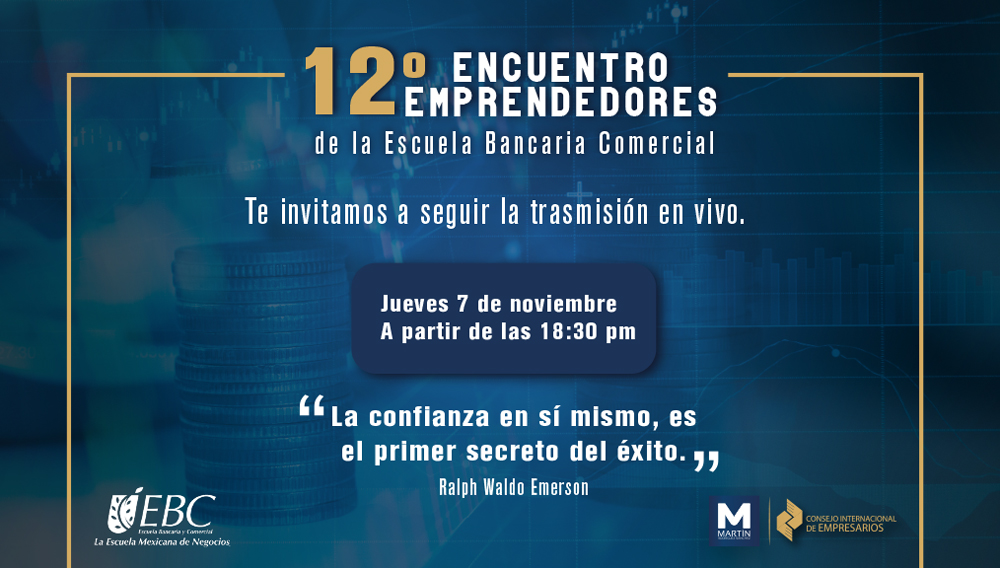 12º ENCUENTRO
EMPRENDEDORES
de la Escuela Bancaria Comercial
Te invitamos a seguir la trasmisión en vivo.
Jueves 7 de noviembre
A partir de las 18:30 pm
“La confianza en sí mismo, es
el primer secreto del éxito.”
Ralph Waldo Emerson
EBC
Escuela Bancaria y Comercial
La Escuela Mexicana de Negocios
M
MARTIN
CONSEJO INTERNACIONAL
DE EMPRESARIOS